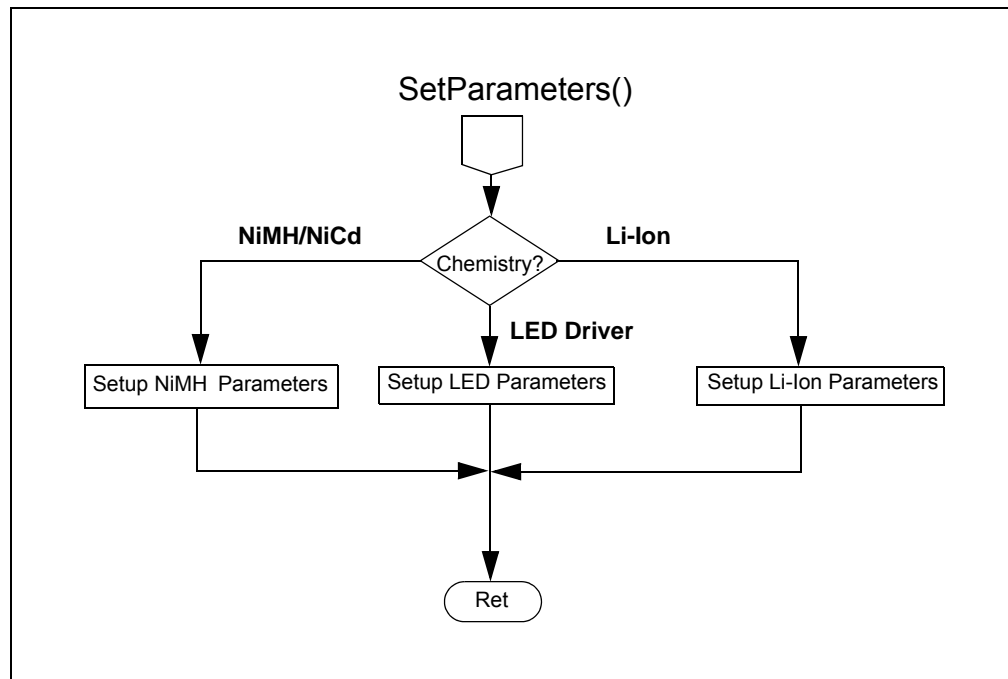 SetParameters()
NiMH/NiCd
Li-Ion
Chemistry?
LED Driver
Setup NiMH Parameters
Setup LED Parameters
Setup Li-Ion Parameters
Ret